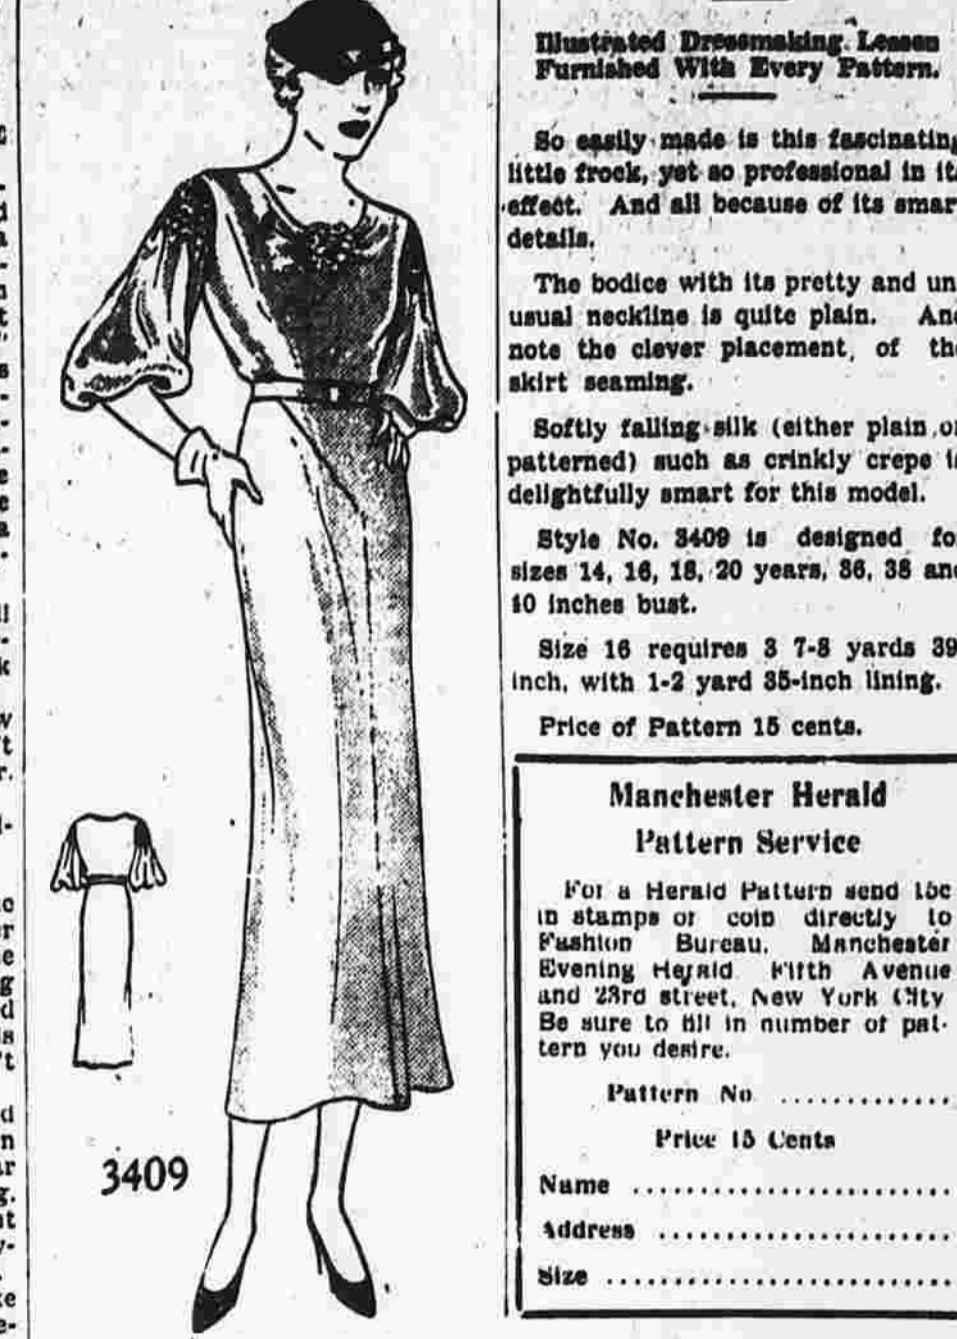 Illustrated Dressmaking Lesson
Furnished With Every Pattern.
So easily made is this fascinating
little frock, yet so professional in its
effect. And all because of its smar
details.
The bodice with its pretty and un-
usual neckline is quite plain. And
note the clever placement, of the
skirt seaming.
Softly falling silk (either plain or
patterned) such as crinkly crepe is
delightfully smart for this model.
Style No. 3409 is designed fo
sizes 14, 16, 18, 20 years, 36, 38 and
40 inches bust.
Size 16 requires 3 7-8 yards 39-
inch, with 1-2 yard 35-inch lining.
Price of Pattern 15 cents.
Manchester Herald
Pattern Service
For a Herald Pattern send 15c
in stamps or coin directly to
Fashion Bureau, Manchester
Evening Herald Fifth Avenue
and 23rd street, New York City
Be sure to fill in number of pat-
tern you desire.
Pattern No. .............
Price 15 Cents
Name ........................
Address ......................
Size ..........................
3409